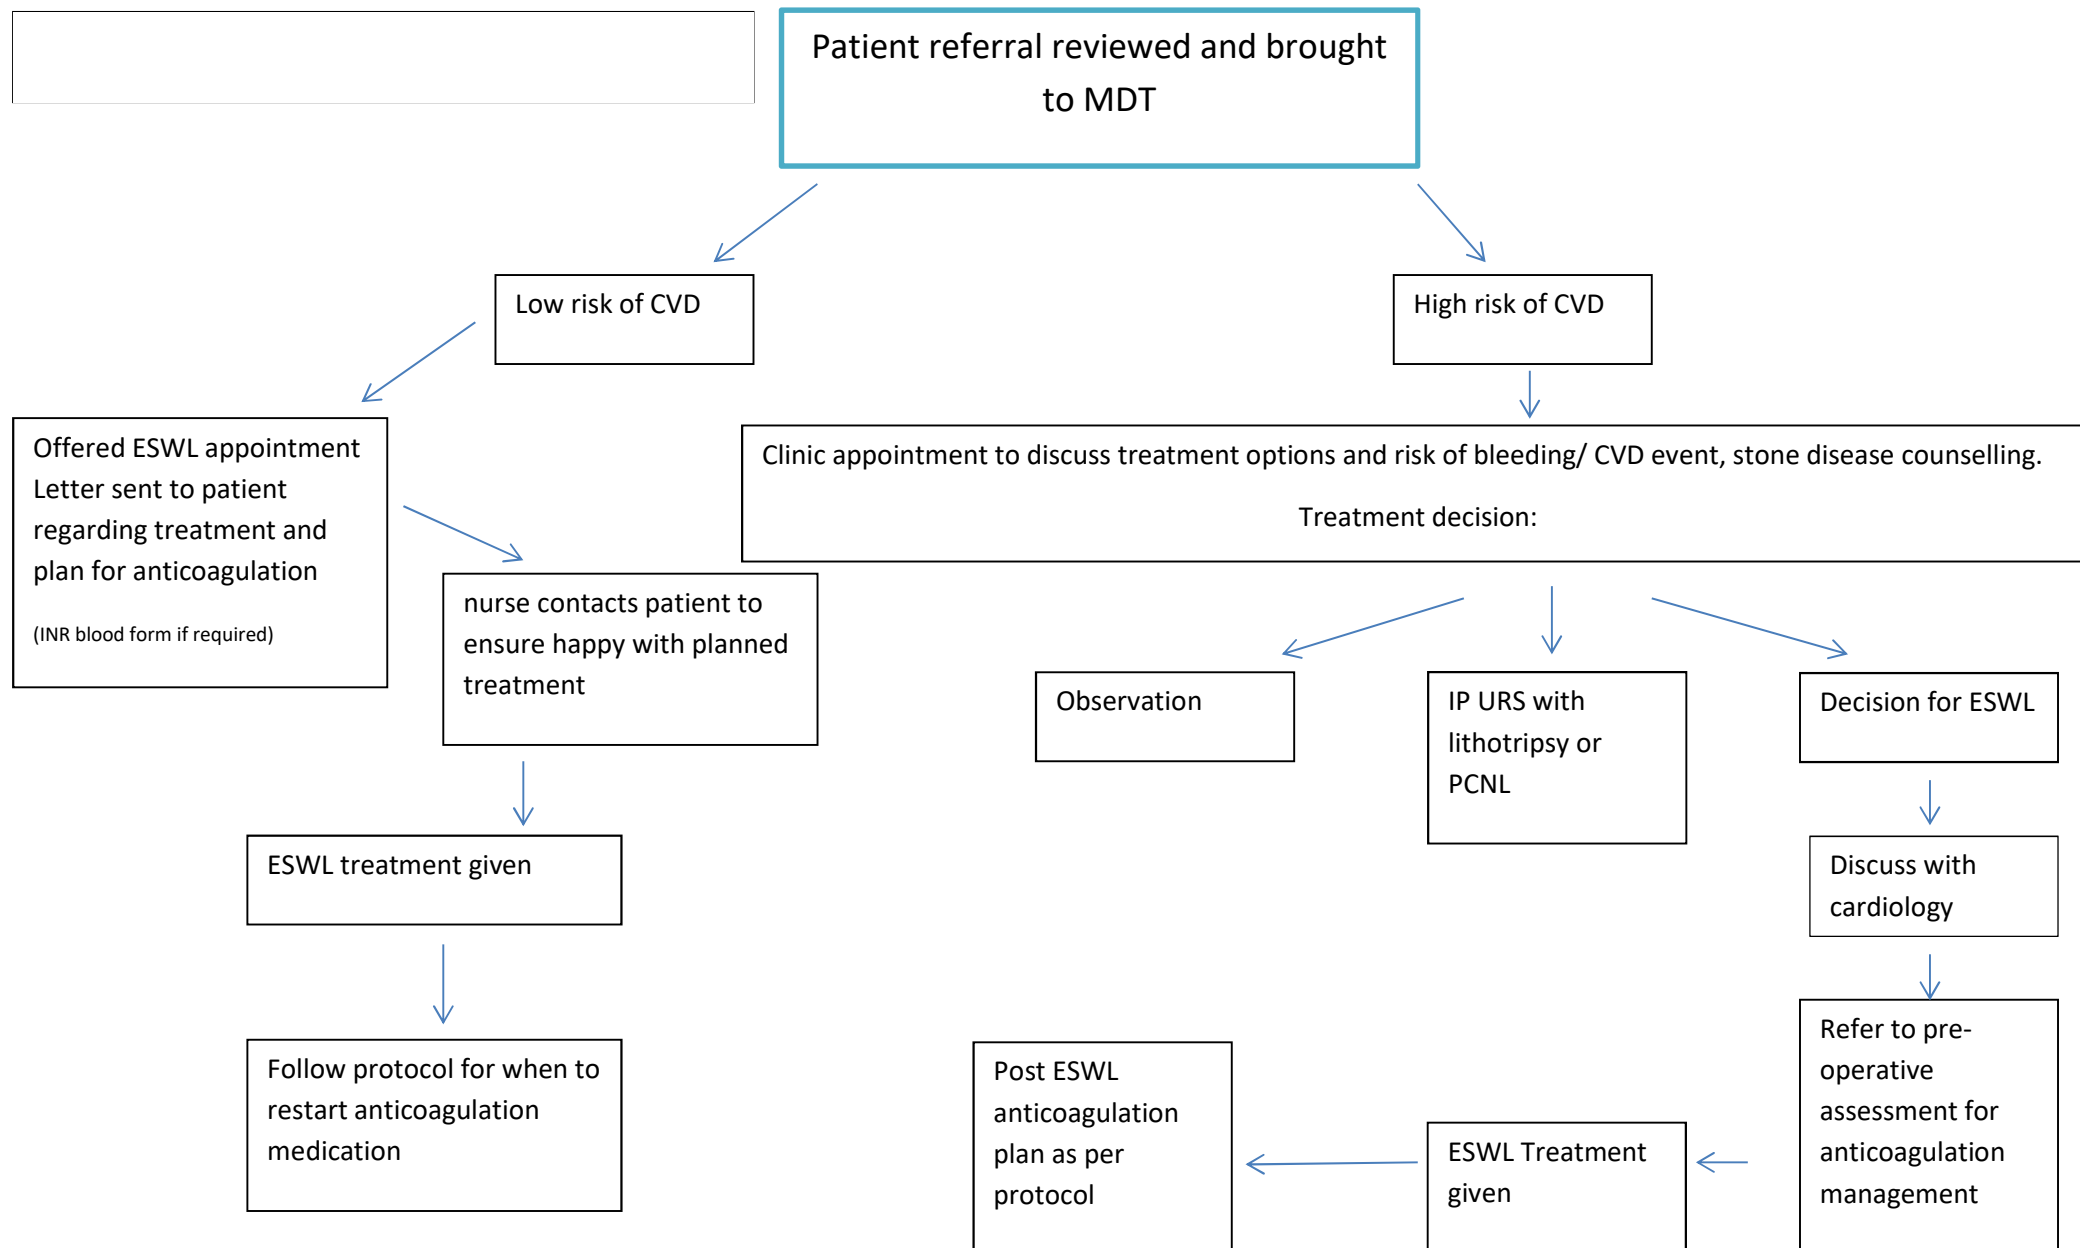 Patient referral reviewed and brought
to MDT
Low risk of CVD
High risk of CVD
Offered ESWL appointment
Letter sent to patient
regarding treatment and
plan for anticoagulation
(INR blood form if required)
Clinic appointment to discuss treatment options and risk of bleeding/ CVD event, stone disease counselling.
Treatment decision:
nurse contacts patient to
ensure happy with planned
treatment
Observation
IP URS with
lithotripsy or
PCNL
Decision for ESWL
ESWL treatment given
Discuss with
cardiology
Follow protocol for when to
restart anticoagulation
medication
Refer to pre-
operative
assessment for
anticoagulation
management
ESWL Treatment
given
Post ESWL
anticoagulation
plan as per
protocol